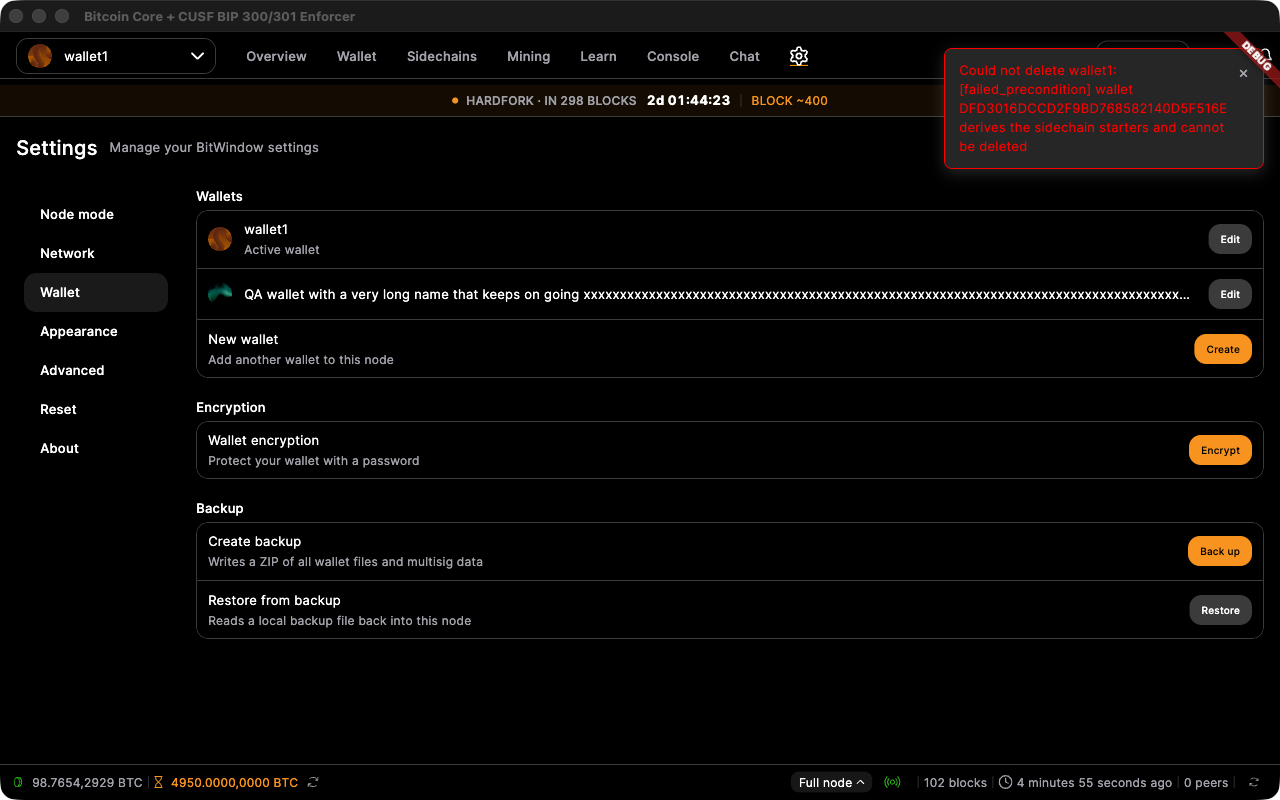 Bitcoin Core + CUSF BIP 300/301 Enforcer
wallet1
Overview
Wallet
Sidechains
Mining
Learn
Console
Chat
DEBUG
Could not delete wallet1:
[failed_precondition] wallet
DFD3016DCCD2F9BD768582140D5F516E
derives the sidechain starters and cannot
be deleted
HARDFORK · IN 298 BLOCKS 2d 01:44:23 BLOCK ~400
Settings Manage your BitWindow settings
Node mode
Network
Wallet
Appearance
Advanced
Reset
About
Wallets
wallet1
Active wallet
Edit
QA wallet with a very long name that keeps on going xxxxxxxxxxxxxxxxxxxxxxxxxxxxxxxxxxxxxxxxxxxxxxxxxxxxxxxxxxxxxxxxxxxxxxxxxxxxxxxxxx...
Edit
New wallet
Add another wallet to this node
Create
Encryption
Wallet encryption
Protect your wallet with a password
Encrypt
Backup
Create backup
Writes a ZIP of all wallet files and multisig data
Back up
Restore from backup
Reads a local backup file back into this node
Restore
98.7654,2929 BTC
4950.0000,0000 BTC
Full node
102 blocks
4 minutes 55 seconds ago
0 peers